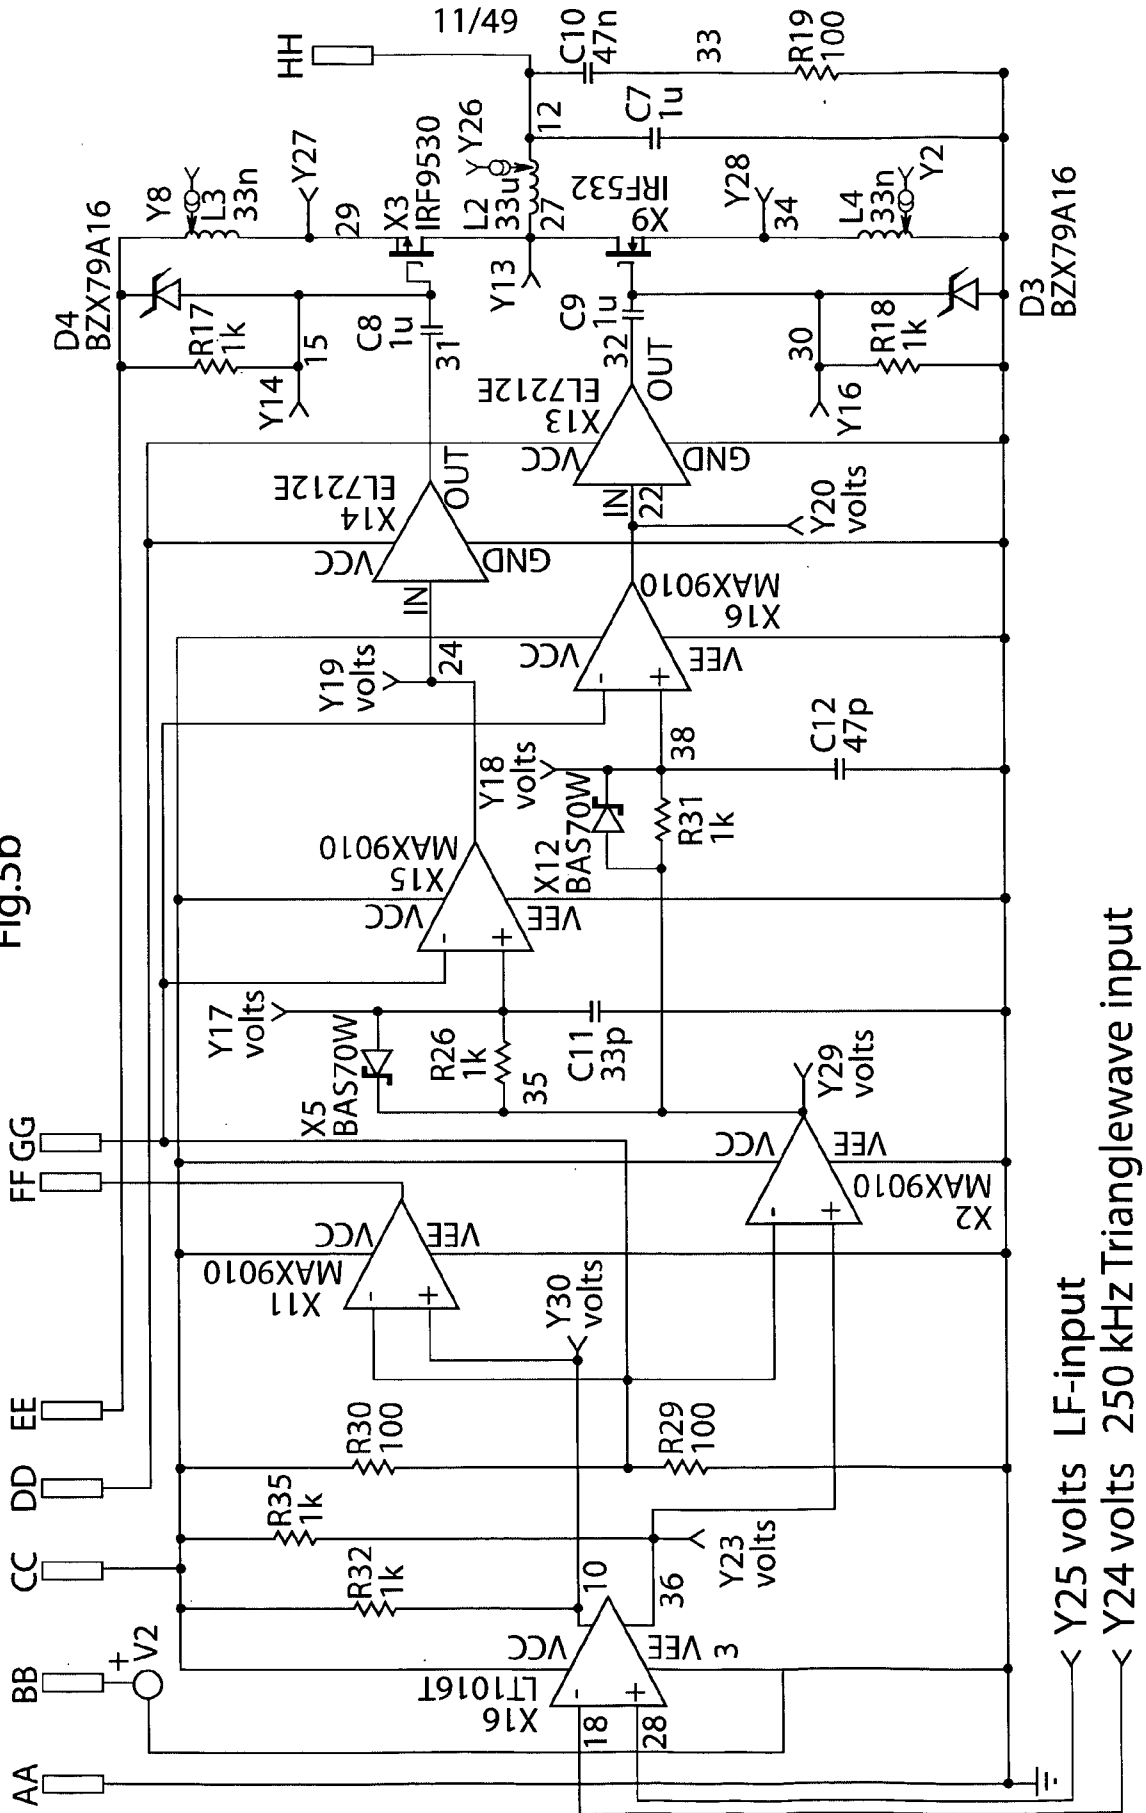 Fig.5b
11/49
AA
BB
CC
DD
EE
FF
GG
HH
+
V2
R32
1k
R35
1k
R30
100
R29
100
X16
LT1016T
VCC
VEE
3
-
+
18
28
10
36
Y23
volts
Y30
volts
X11
MAX9010
VCC
VEE
-
+
X2
MAX9010
VCC
VEE
-
+
Y29
volts
Y17
volts
X5
BAS70W
R26
1k
35
C11
33p
X15
MAX9010
VCC
VEE
-
+
Y18
volts
X12
BAS70W
R31
1k
38
C12
47p
Y19
volts
24
X16
MAX9010
VCC
VEE
-
+
X14
EL7212E
VCC
GND
IN
OUT
X13
EL7212E
VCC
GND
IN
OUT
22
Y20
volts
D4
BZX79A16
R17
1k
Y14
15
C8
1u
31
C9
1u
32
30
Y16
R18
1k
D3
BZX79A16
Y8
L3
33n
Y27
29
X3
IRF9530
Y13
L2
33u
27
Y26
X9
IRF532
Y28
34
L4
33n
Y2
12
C7
1u
C10
47n
33
R19
100
Y25 volts LF-input
Y24 volts 250 kHz Trianglewave input